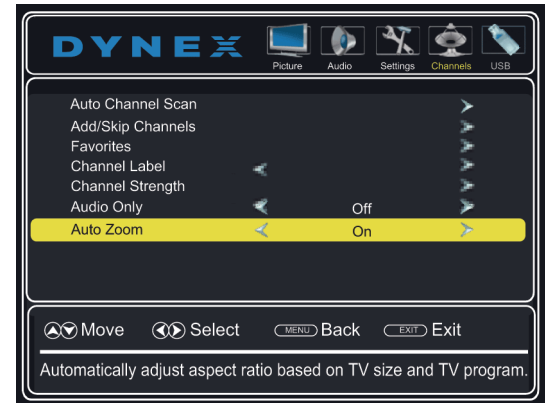 DYNEX
Picture Audio Settings Channels USB
Auto Channel Scan
Add/Skip Channels
Favorites
Channel Label
Channel Strength
Audio Only Off
Auto Zoom On
Move Select MENU Back EXIT Exit
Automatically adjust aspect ratio based on TV size and TV program.